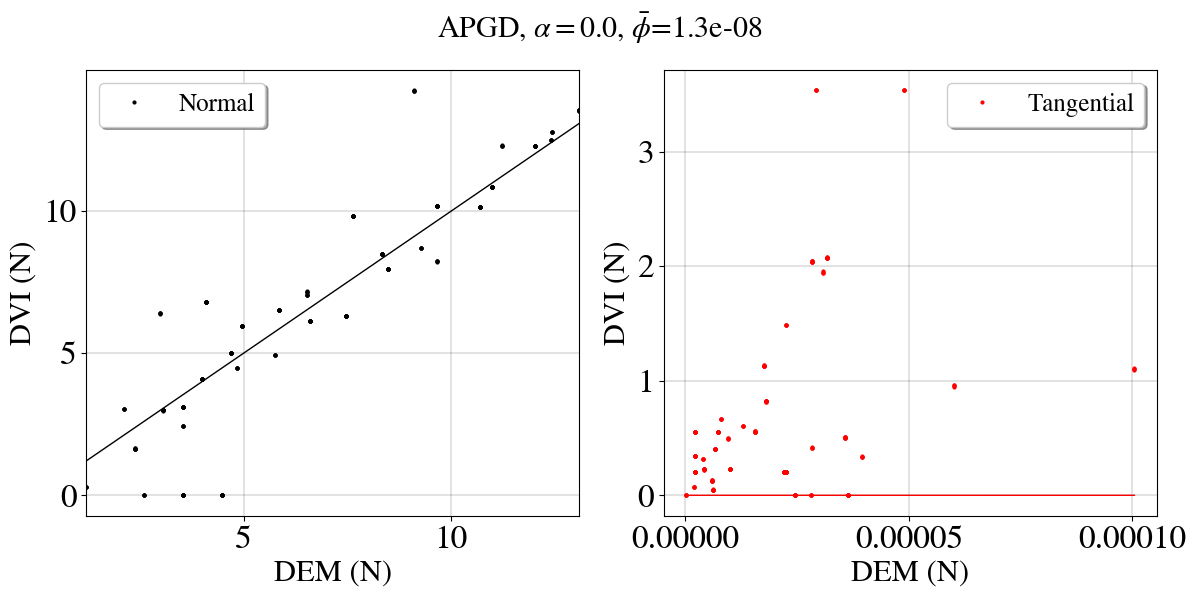 APGD, α = 0.0, ϕ̄=1.3e-08
Normal
DVI (N)
10
5
0
5
10
DEM (N)
Tangential
DVI (N)
3
2
1
0
0.00000
0.00005
0.00010
DEM (N)